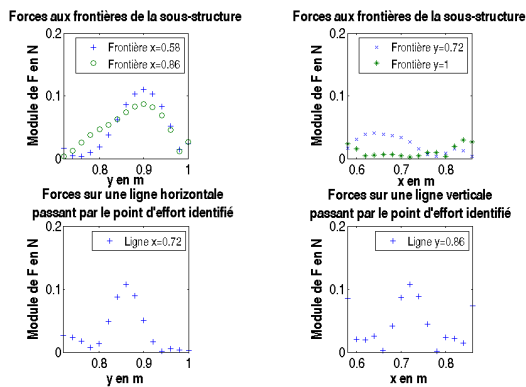 Forces aux frontières de la sous-structure
Module de F en N
0.2
0.1
0
Frontière x=0.58
Frontière x=0.86
0.8
0.9
1
y en m
Forces aux frontières de la sous-structure
Module de F en N
0.2
0.1
0
Frontière y=0.72
Frontière y=1
0.6
0.7
0.8
x en m
Forces sur une ligne horizontale
passant par le point d'effort identifié
Module de F en N
0.2
0.1
0
Ligne x=0.72
0.8
0.9
1
y en m
Forces sur une ligne verticale
passant par le point d'effort identifié
Module de F en N
0.2
0.1
0
Ligne y=0.86
0.6
0.7
0.8
x en m